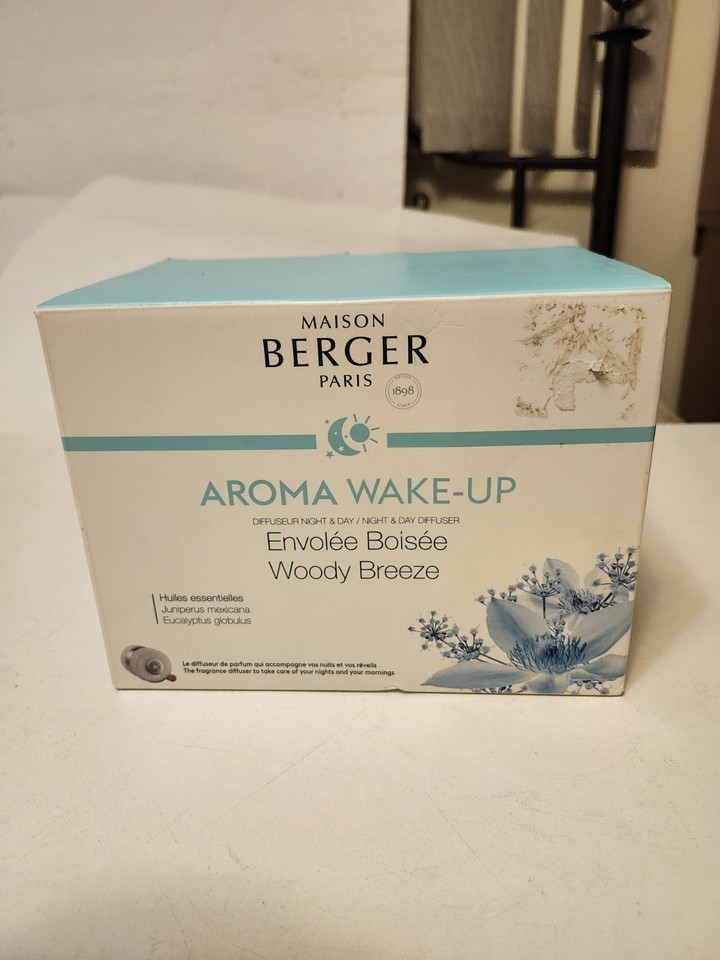 MAISON
BERGER
PARIS
1898
AROMA WAKE-UP
DIFFUSEUR NIGHT & DAY / NIGHT & DAY DIFFUSER
Envolée Boisée
Woody Breeze
Huiles essentielles
Juniperus mexicana
Eucalyptus globulus
Le diffuseur de parfum qui accompagne vos nuits et vos réveils
The fragrance diffuser to take care of your nights and your mornings